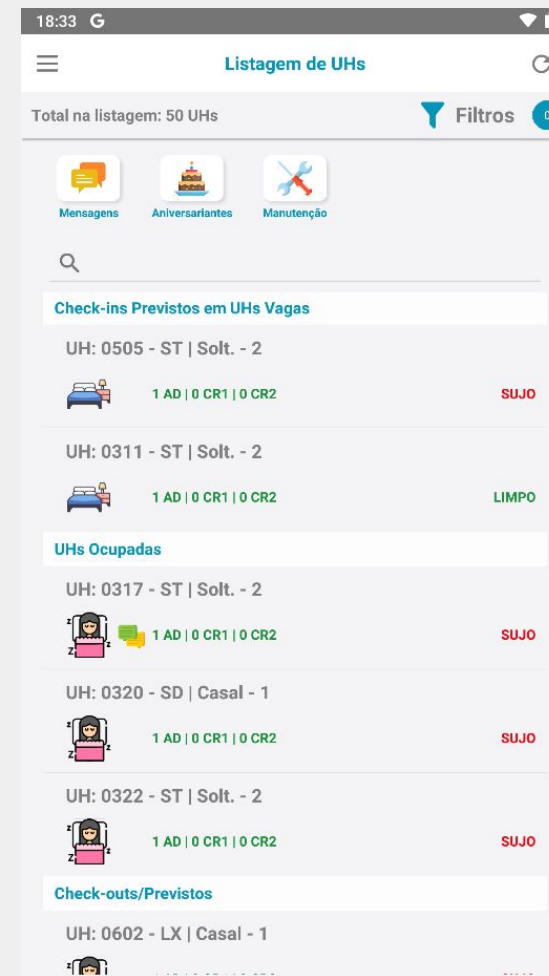 18:33 G
Listagem de UHs
Total na listagem: 50 UHs
Filtros
Mensagens
Aniversariantes
Manutenção
Check-ins Previstos em UHs Vagas
UH: 0505 - ST | Solt. - 2
1 AD | 0 CR1 | 0 CR2
SUJO
UH: 0311 - ST | Solt. - 2
1 AD | 0 CR1 | 0 CR2
LIMPO
UHs Ocupadas
UH: 0317 - ST | Solt. - 2
1 AD | 0 CR1 | 0 CR2
SUJO
UH: 0320 - SD | Casal - 1
1 AD | 0 CR1 | 0 CR2
SUJO
UH: 0322 - ST | Solt. - 2
1 AD | 0 CR1 | 0 CR2
SUJO
Check-outs/Previstos
UH: 0602 - LX | Casal - 1